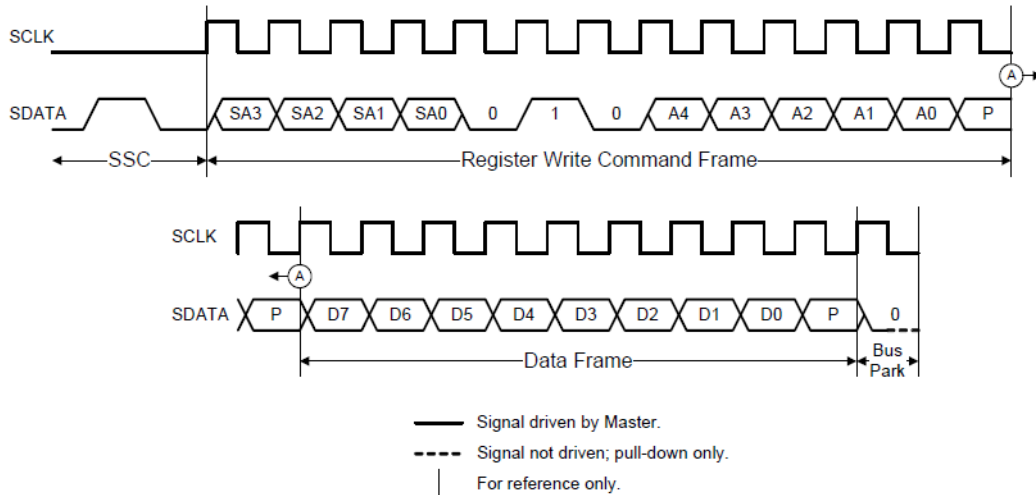 SCLK
A
SDATA SA3 SA2 SA1 SA0 0 1 0 A4 A3 A2 A1 A0 P
SSC Register Write Command Frame
SCLK
A
SDATA P D7 D6 D5 D4 D3 D2 D1 D0 P 0
Data Frame Bus
Park
Signal driven by Master.
Signal not driven; pull-down only.
For reference only.